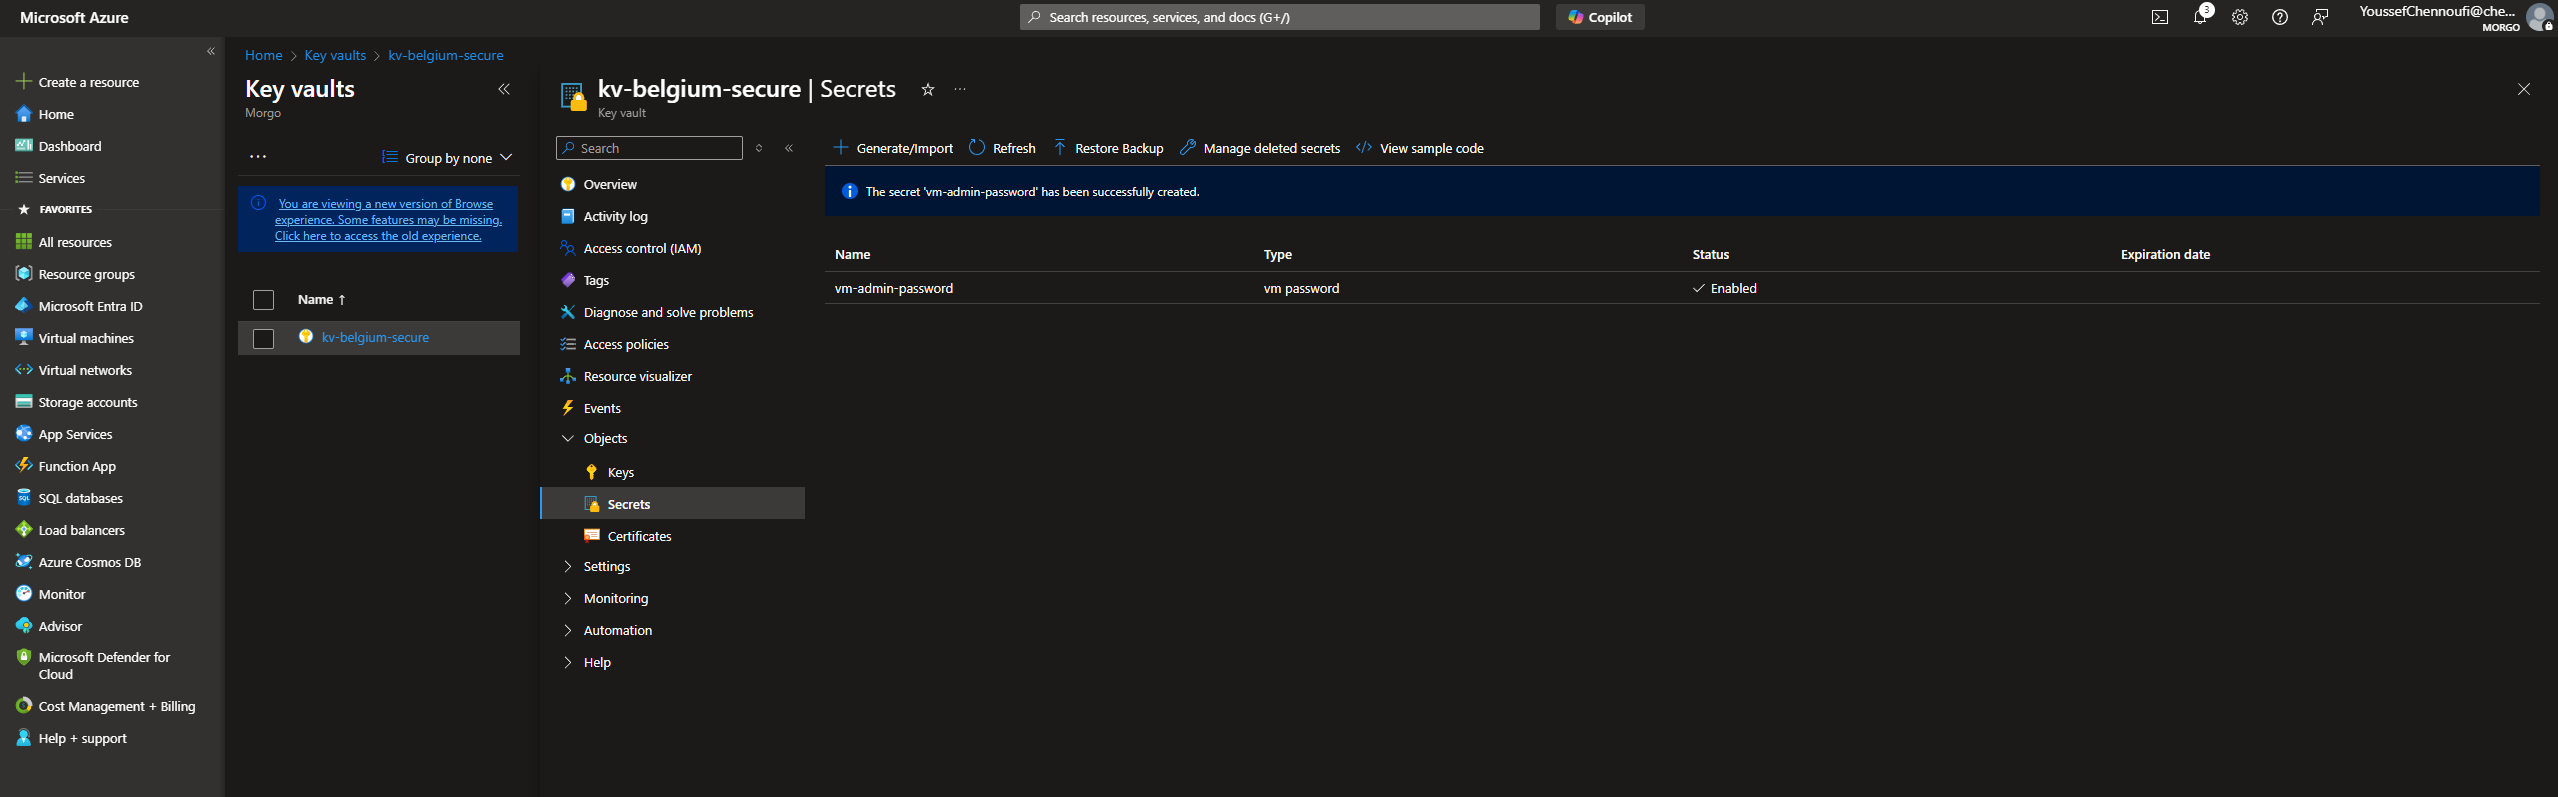 Microsoft Azure
Search resources, services, and docs (G+/)
Copilot
3
YoussefChennoufi@che...
MORGO
Create a resource
Home
Dashboard
Services
FAVORITES
All resources
Resource groups
Microsoft Entra ID
Virtual machines
Virtual networks
Storage accounts
App Services
Function App
SQL databases
Load balancers
Azure Cosmos DB
Monitor
Advisor
Microsoft Defender for
Cloud
Cost Management + Billing
Help + support
Home > Key vaults > kv-belgium-secure
Key vaults
Morgo
Group by none
You are viewing a new version of Browse
experience. Some features may be missing.
Click here to access the old experience.
Name ↑
kv-belgium-secure
kv-belgium-secure | Secrets
Key vault
Search
Overview
Activity log
Access control (IAM)
Tags
Diagnose and solve problems
Access policies
Resource visualizer
Events
Objects
Keys
Secrets
Certificates
Settings
Monitoring
Automation
Help
Generate/Import Refresh Restore Backup Manage deleted secrets View sample code
The secret 'vm-admin-password' has been successfully created.
Name Type Status Expiration date
vm-admin-password vm password Enabled